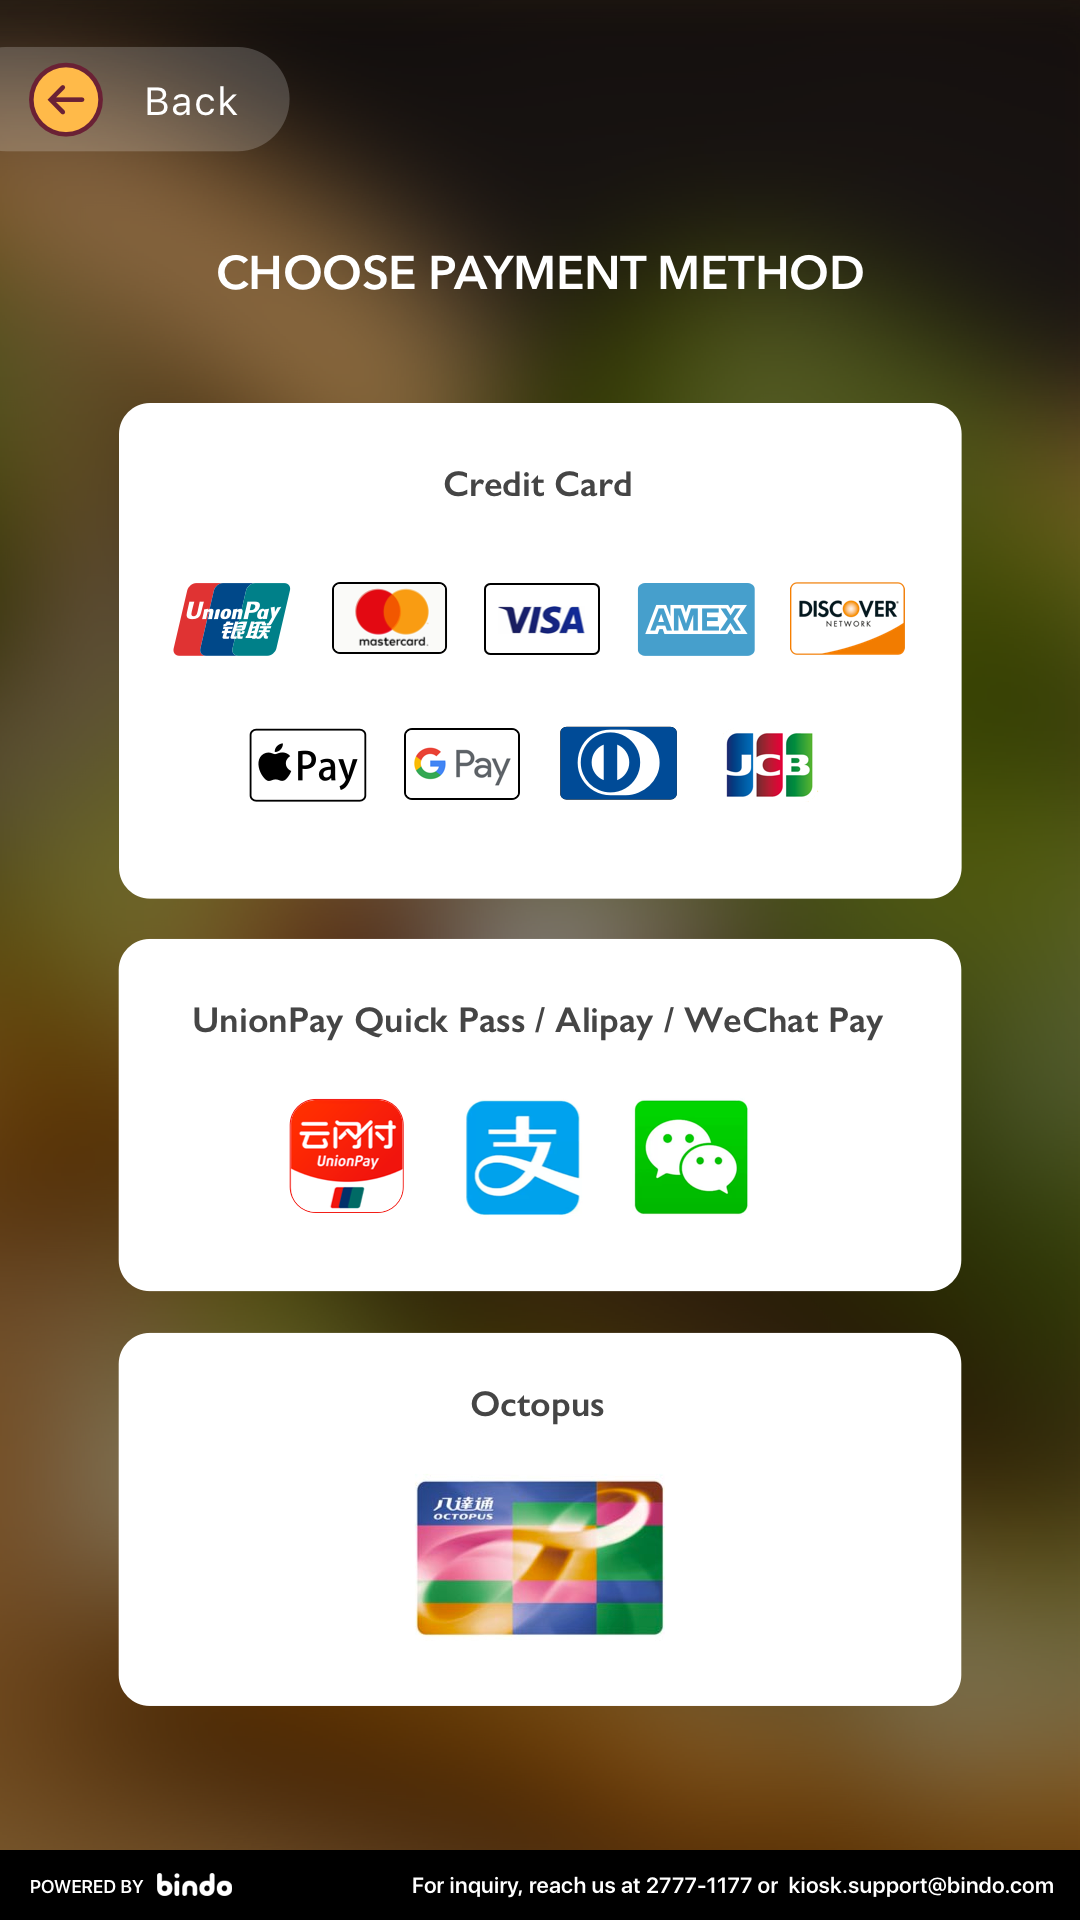 Back
CHOOSE PAYMENT METHOD
Credit Card
UnionPay
银联
mastercard.
VISA
AMEX
DISCOVER
NETWORK
Pay
G Pay
JCB
UnionPay Quick Pass / Alipay / WeChat Pay
云闪付
UnionPay
支
Octopus
八達通
OCTOPUS
POWERED BY bindo
For inquiry, reach us at 2777-1177 or kiosk.support@bindo.com